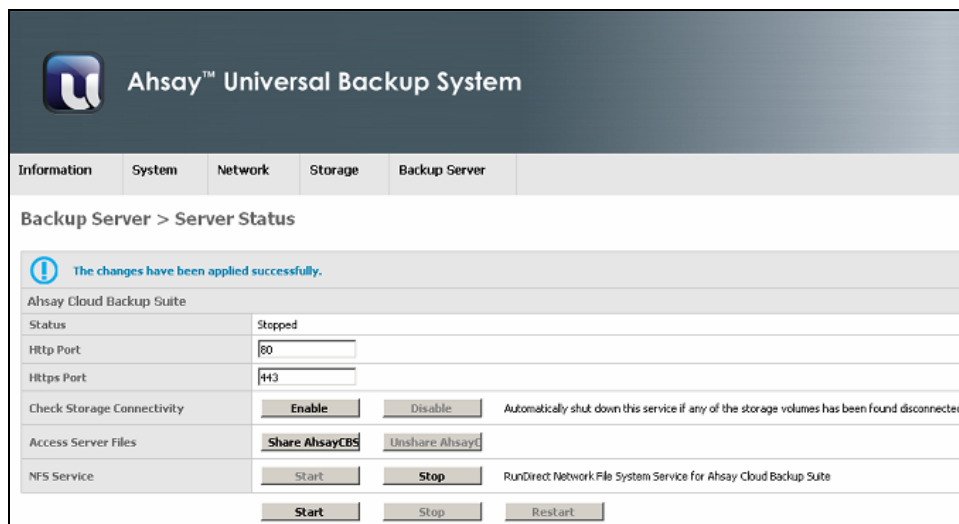 Ahsay™ Universal Backup System
Information System Network Storage Backup Server
Backup Server > Server Status
The changes have been applied successfully.
Ahsay Cloud Backup Suite
Status Stopped
Http Port 80
Https Port 443
Check Storage Connectivity Enable Disable Automatically shut down this service if any of the storage volumes has been found disconnected
Access Server Files Share AhsayCBS Unshare AhsayC
NFS Service Start Stop RunDirect Network File System Service for Ahsay Cloud Backup Suite
Start Stop Restart